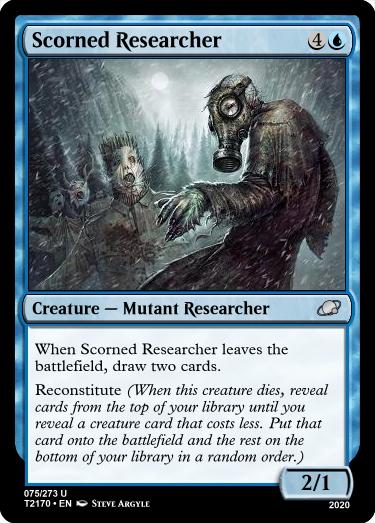 Scorned Researcher 4
Creature — Mutant Researcher
When Scorned Researcher leaves the
battlefield, draw two cards.
Reconstitute (When this creature dies, reveal
cards from the top of your library until you
reveal a creature card that costs less. Put that
card onto the battlefield and the rest on the
bottom of your library in a random order.)
2/1
075/273 U
T2170 • EN Steve Argyle
2020